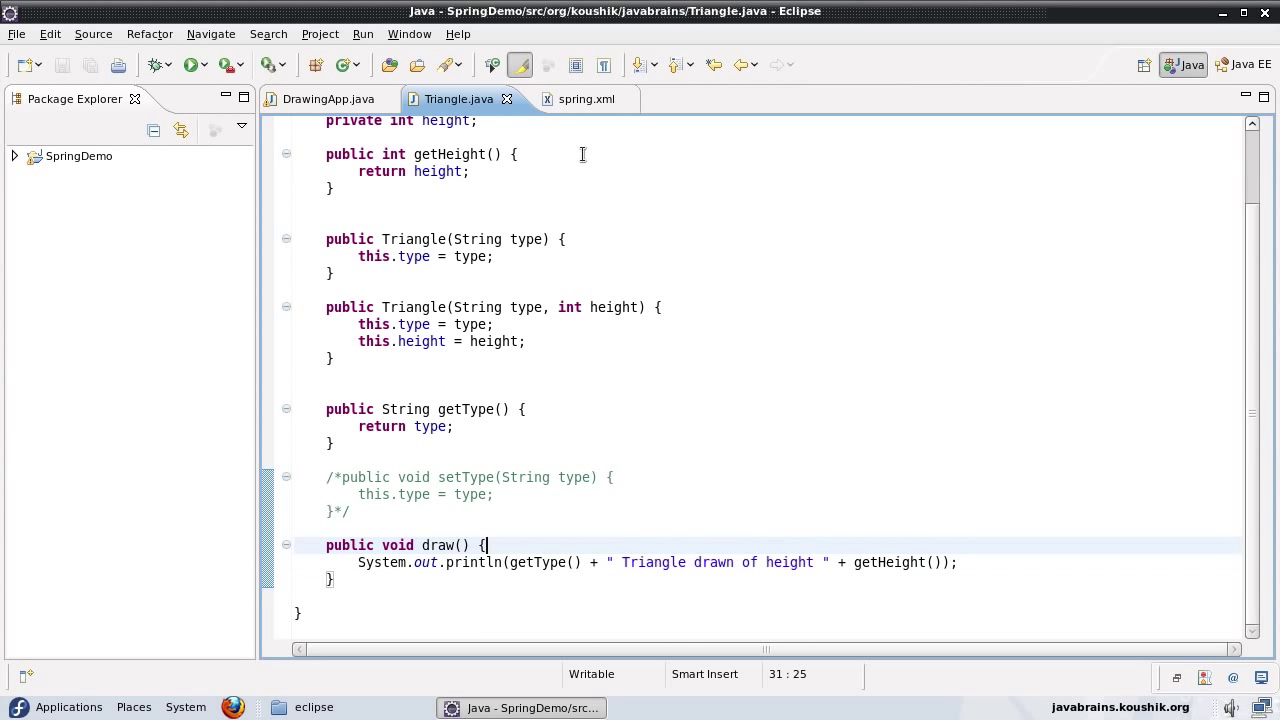 Java - SpringDemo/src/org/koushik/javabrains/Triangle.java - Eclipse
File Edit Source Refactor Navigate Search Project Run Window Help
Java Java EE
Package Explorer DrawingApp.java Triangle.java spring.xml
SpringDemo
private int height;
public int getHeight() {
return height;
}
public Triangle(String type) {
this.type = type;
}
public Triangle(String type, int height) {
this.type = type;
this.height = height;
}
public String getType() {
return type;
}
/*public void setType(String type) {
this.type = type;
}*/
public void draw() {
System.out.println(getType() + " Triangle drawn of height " + getHeight());
}
}
Writable Smart Insert 31 : 25
Applications Places System eclipse Java - SpringDemo/src... javabrains.koushik.org